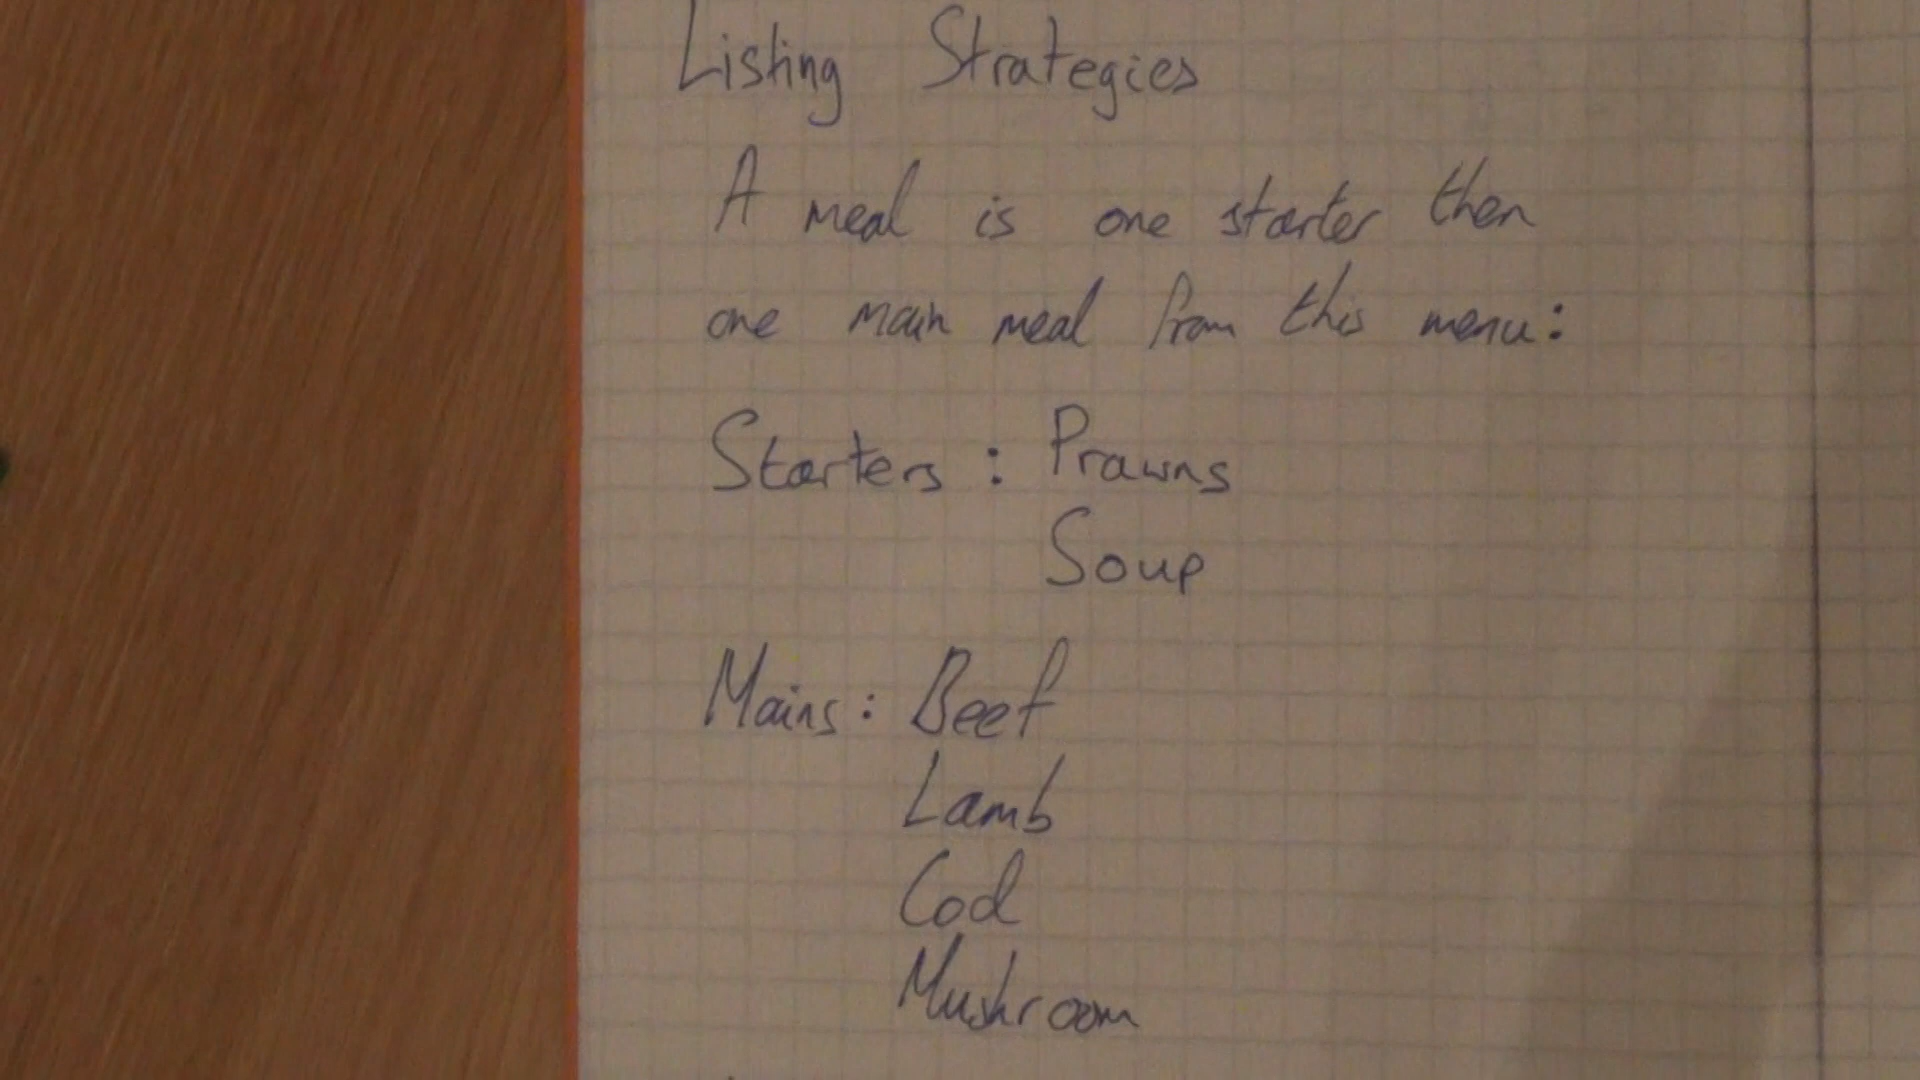 Listing Strategies
A meal is one starter then
one main meal from this menu:
Starters: Prawns
Soup
Mains: Beef
Lamb
Cod
Mushroom